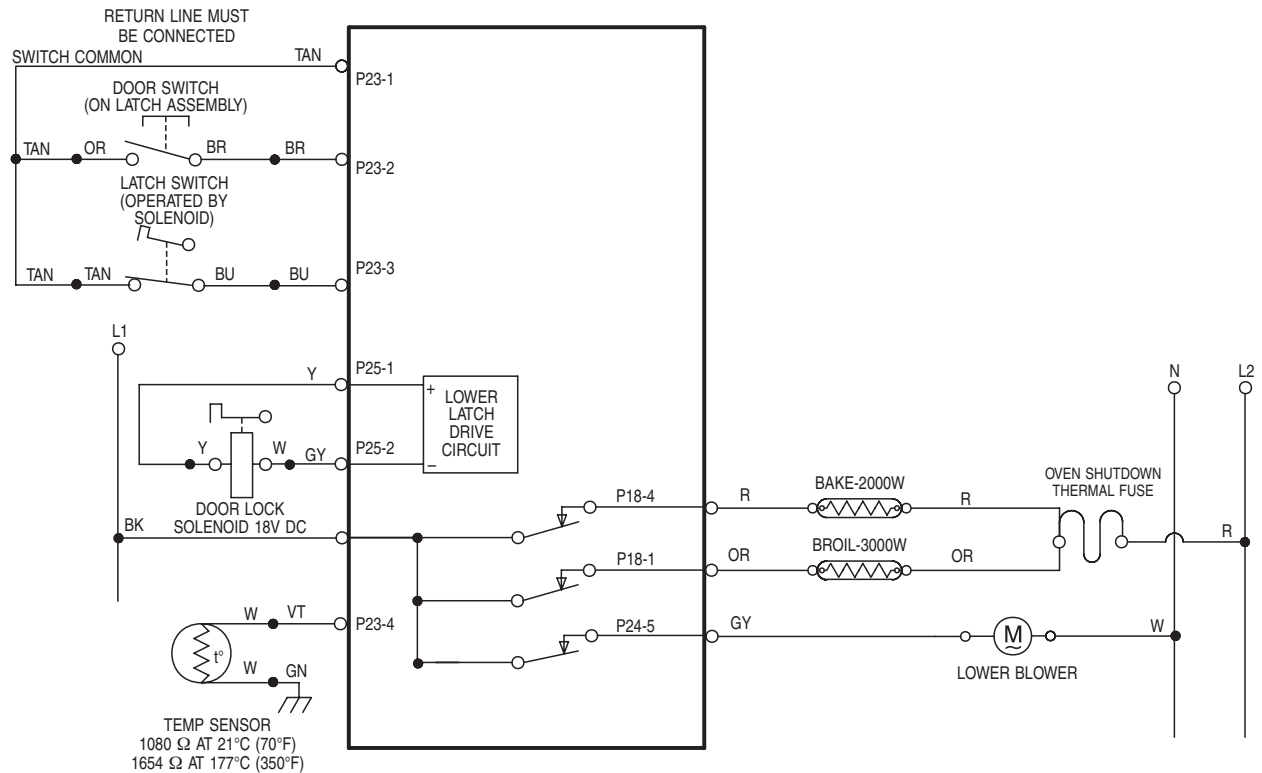 RETURN LINE MUST
BE CONNECTED
SWITCH COMMON
TAN
P23-1
DOOR SWITCH
(ON LATCH ASSEMBLY)
TAN
OR
BR
BR
P23-2
LATCH SWITCH
(OPERATED BY
SOLENOID)
TAN
TAN
BU
BU
P23-3
L1
Y
P25-1
+
LOWER
LATCH
DRIVE
CIRCUIT
–
N
L2
Y
W
GY
P25-2
DOOR LOCK
SOLENOID 18V DC
BK
P18-4
R
BAKE-2000W
R
OVEN SHUTDOWN
THERMAL FUSE
R
P18-1
OR
BROIL-3000W
OR
P24-5
GY
M
~
W
LOWER BLOWER
W
VT
P23-4
t°
W
GN
TEMP SENSOR
1080 Ω AT 21°C (70°F)
1654 Ω AT 177°C (350°F)